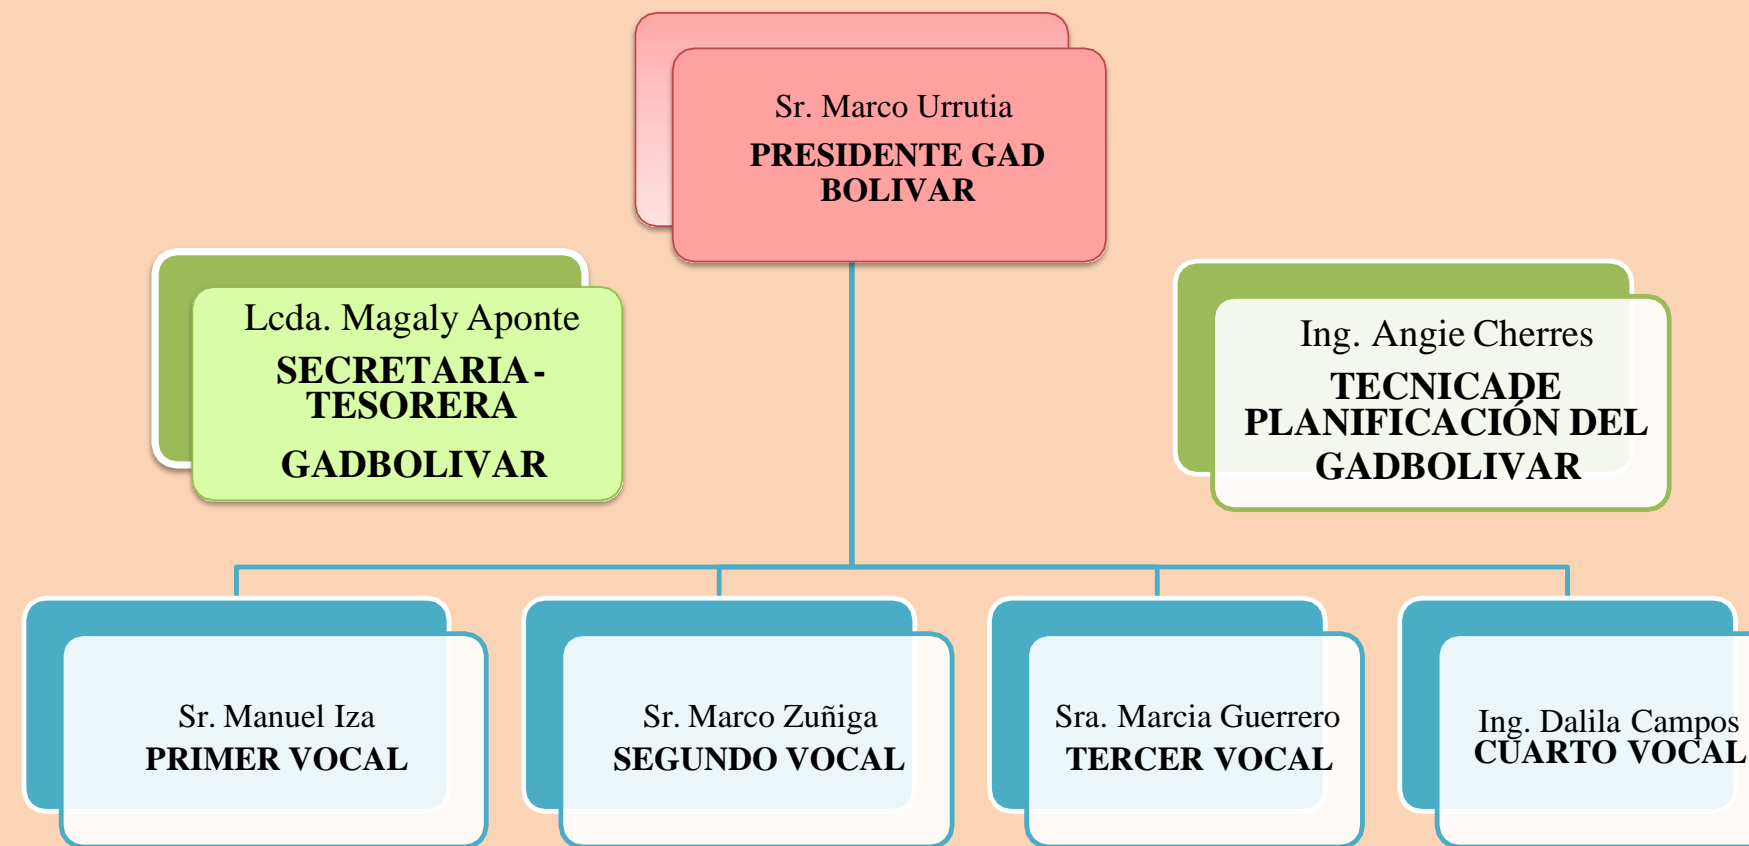 Sr. Marco Urrutia
PRESIDENTE GAD
BOLIVAR
Lcda. Magaly Aponte
SECRETARIA-
TESORERA
GADBOLIVAR
Ing. Angie Cherres
TECNICADE
PLANIFICACIÓN DEL
GADBOLIVAR
Sr. Manuel Iza
PRIMER VOCAL
Sr. Marco Zuñiga
SEGUNDO VOCAL
Sra. Marcia Guerrero
TERCER VOCAL
Ing. Dalila Campos
CUARTO VOCAL